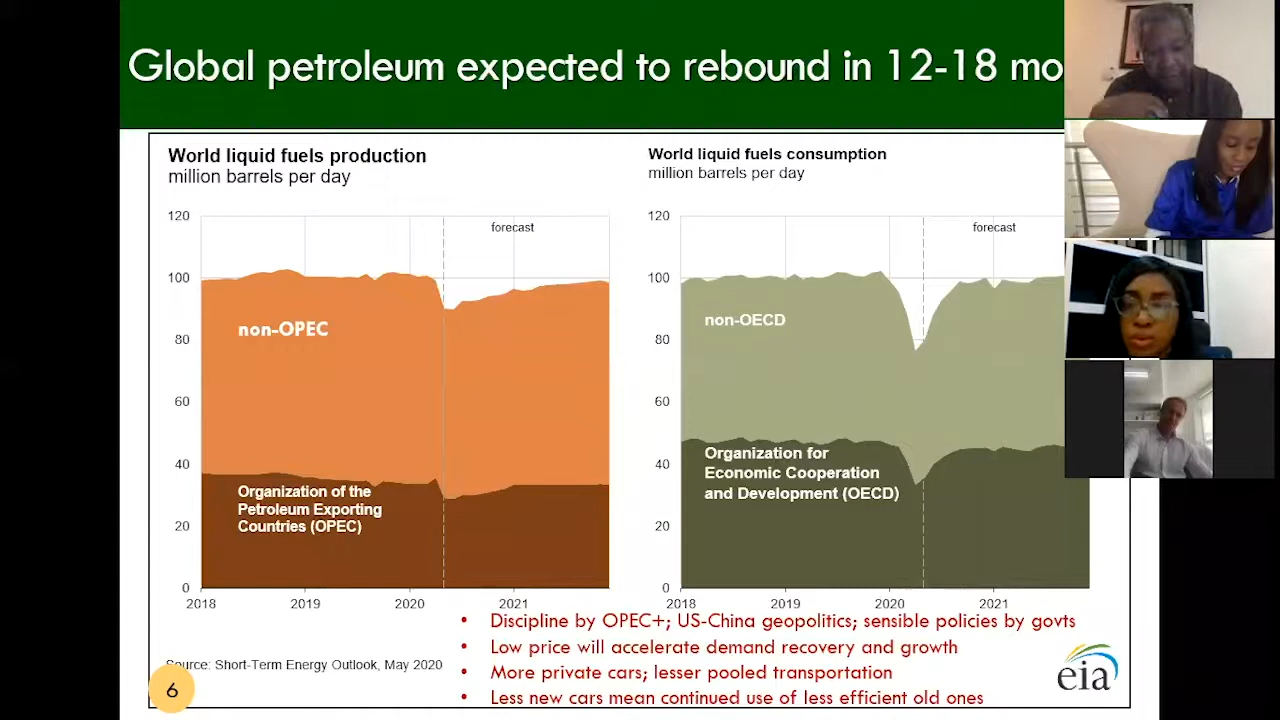 Global petroleum expected to rebound in 12-18 mo
World liquid fuels production
million barrels per day
120
100
80
60
40
20
0
2018
2019
2020
2021
forecast
non-OPEC
Organization of the
Petroleum Exporting
Countries (OPEC)
World liquid fuels consumption
million barrels per day
120
100
80
60
40
20
0
2018
2019
2020
2021
forecast
non-OECD
Organization for
Economic Cooperation
and Development (OECD)
• Discipline by OPEC+; US-China geopolitics; sensible policies by govts
• Low price will accelerate demand recovery and growth
• More private cars; lesser pooled transportation
• Less new cars mean continued use of less efficient old ones
Source: Short-Term Energy Outlook, May 2020
6
eia